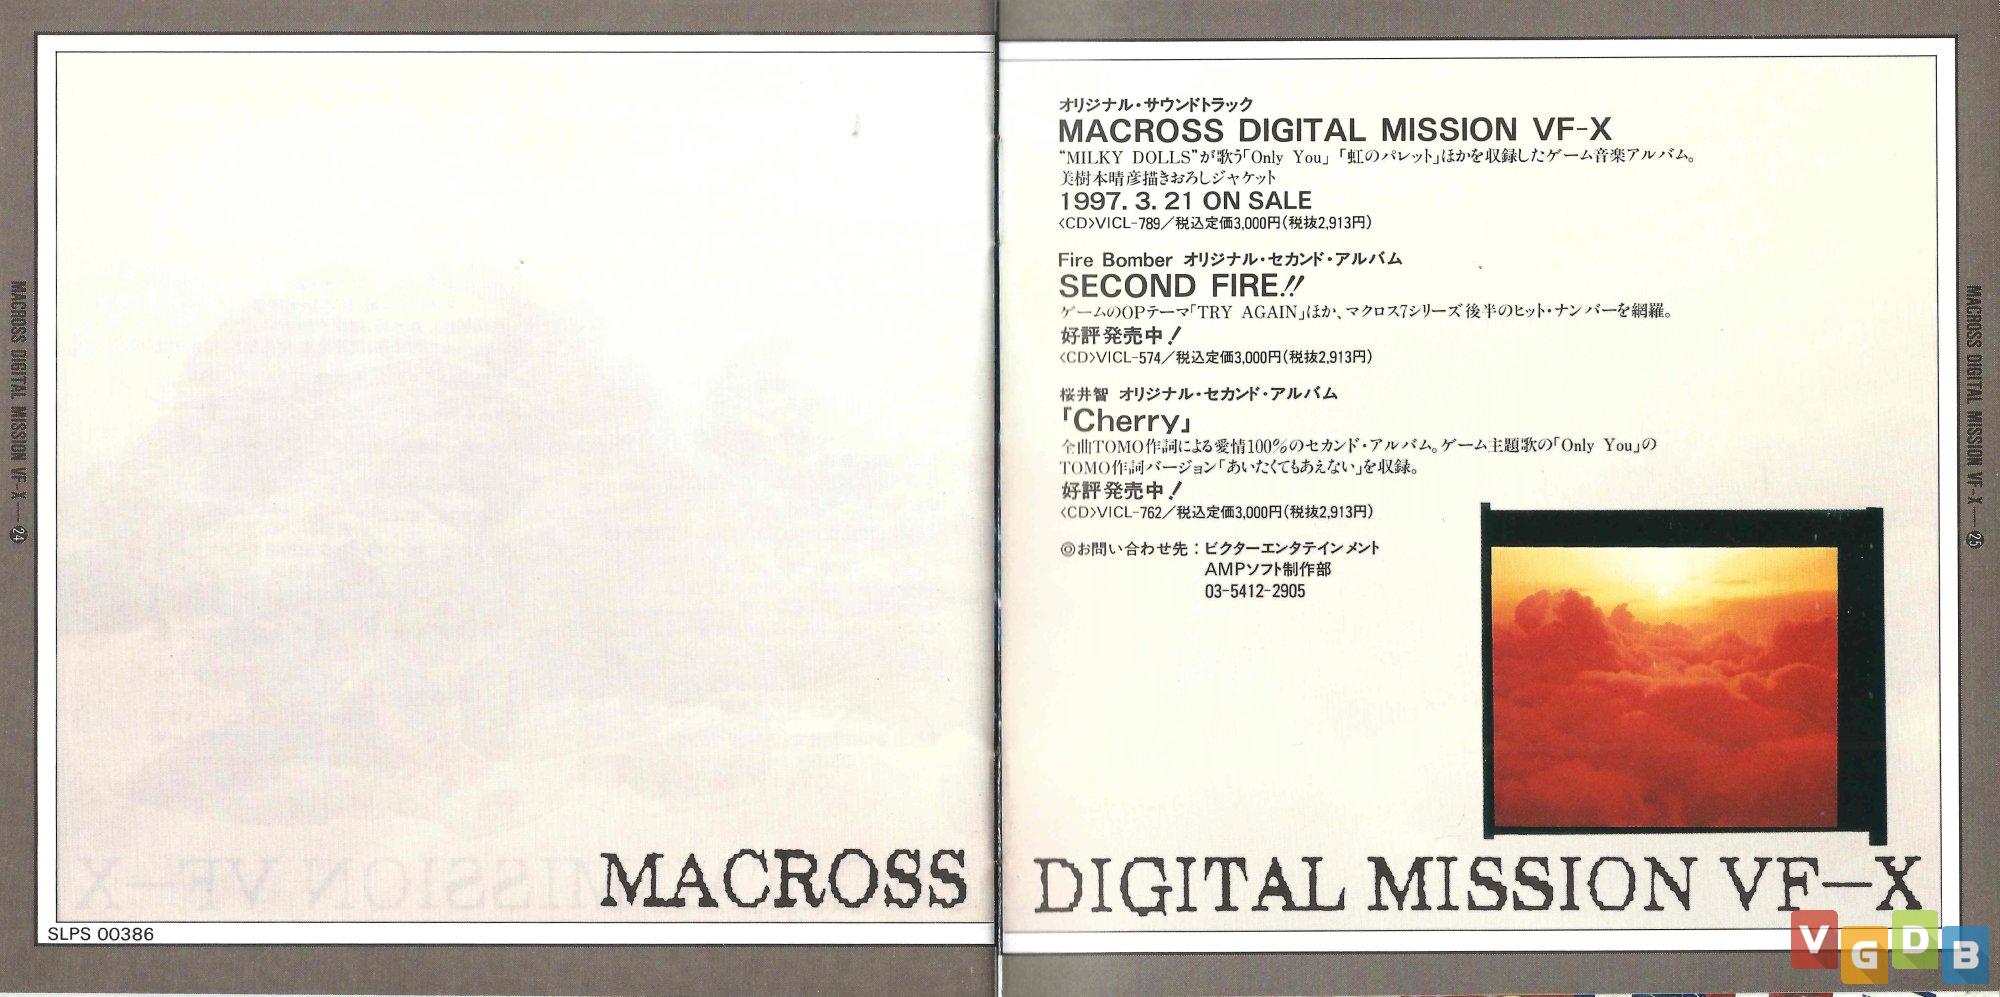 MACROSS DIGITAL MISSION VF-X — 24
MACROSS
SLPS 00386
オリジナル・サウンドトラック
MACROSS DIGITAL MISSION VF-X
“MILKY DOLLS”が歌う「Only You」「虹のパレット」ほかを収録したゲーム音楽アルバム。
美樹本晴彦描きおろしジャケット
1997. 3. 21 ON SALE
〈CD〉VICL-789／税込定価3,000円(税抜2,913円)
Fire Bomber オリジナル・セカンド・アルバム
SECOND FIRE!!
ゲームのOPテーマ「TRY AGAIN」ほか、マクロス7シリーズ後半のヒット・ナンバーを網羅。
好評発売中！
〈CD〉VICL-574／税込定価3,000円(税抜2,913円)
桜井智 オリジナル・セカンド・アルバム
「Cherry」
全曲TOMO作詞による愛情100%のセカンド・アルバム。ゲーム主題歌の「Only You」の
TOMO作詞バージョン「あいたくてもあえない」を収録。
好評発売中！
〈CD〉VICL-762／税込定価3,000円(税抜2,913円)
◎お問い合わせ先：ビクターエンタテインメント
AMPソフト制作部
03-5412-2905
DIGITAL MISSION VF-X
MACROSS DIGITAL MISSION VF-X — 25
VGDB